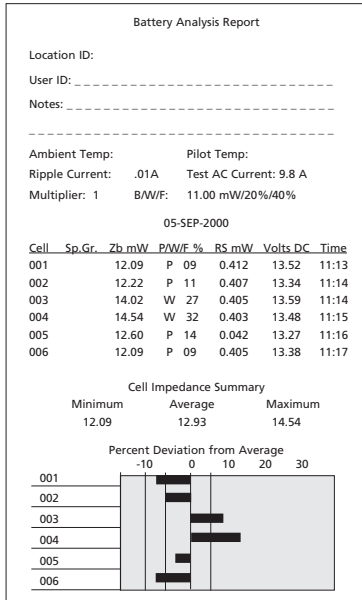 Battery Analysis Report
Location ID:
User ID: _ _ _ _ _ _ _ _ _ _ _ _ _ _ _ _ _ _ _ _ _ _ _ _ _ _ _ _ _ _
Notes: _ _ _ _ _ _ _ _ _ _ _ _ _ _ _ _ _ _ _ _ _ _ _ _ _ _ _ _ _ _ _
_ _ _ _ _ _ _ _ _ _ _ _ _ _ _ _ _ _ _ _ _ _ _ _ _ _ _ _ _ _ _ _ _ _ _
Ambient Temp: Pilot Temp:
Ripple Current: .01A Test AC Current: 9.8 A
Multiplier: 1 B/W/F: 11.00 mW/20%/40%
05-SEP-2000
Cell Sp.Gr. Zb mW P/W/F % RS mW Volts DC Time
001 12.09 P 09 0.412 13.52 11:13
002 12.22 P 11 0.407 13.34 11:14
003 14.02 W 27 0.405 13.59 11:14
004 14.54 W 32 0.403 13.48 11:15
005 12.60 P 14 0.042 13.27 11:16
006 12.09 P 09 0.405 13.38 11:17
Cell Impedance Summary
Minimum Average Maximum
12.09 12.93 14.54
Percent Deviation from Average
-10 0 10 20 30
001
002
003
004
005
006